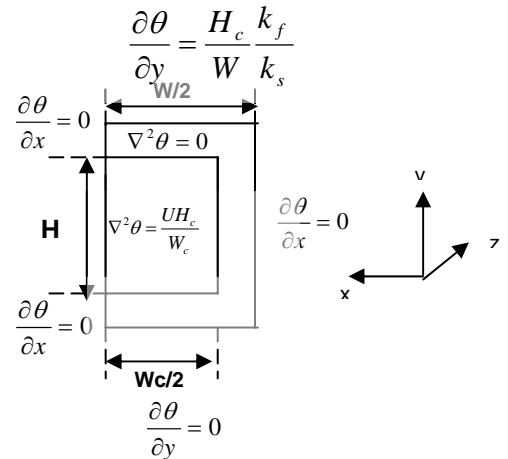 ∂θ/∂y = H_c/W k_f/k_s
W/2
∂θ/∂x = 0
∇²θ = 0
H
∇²θ = UH_c/W_c
∂θ/∂x = 0
y
z
x
∂θ/∂x = 0
Wc/2
∂θ/∂y = 0